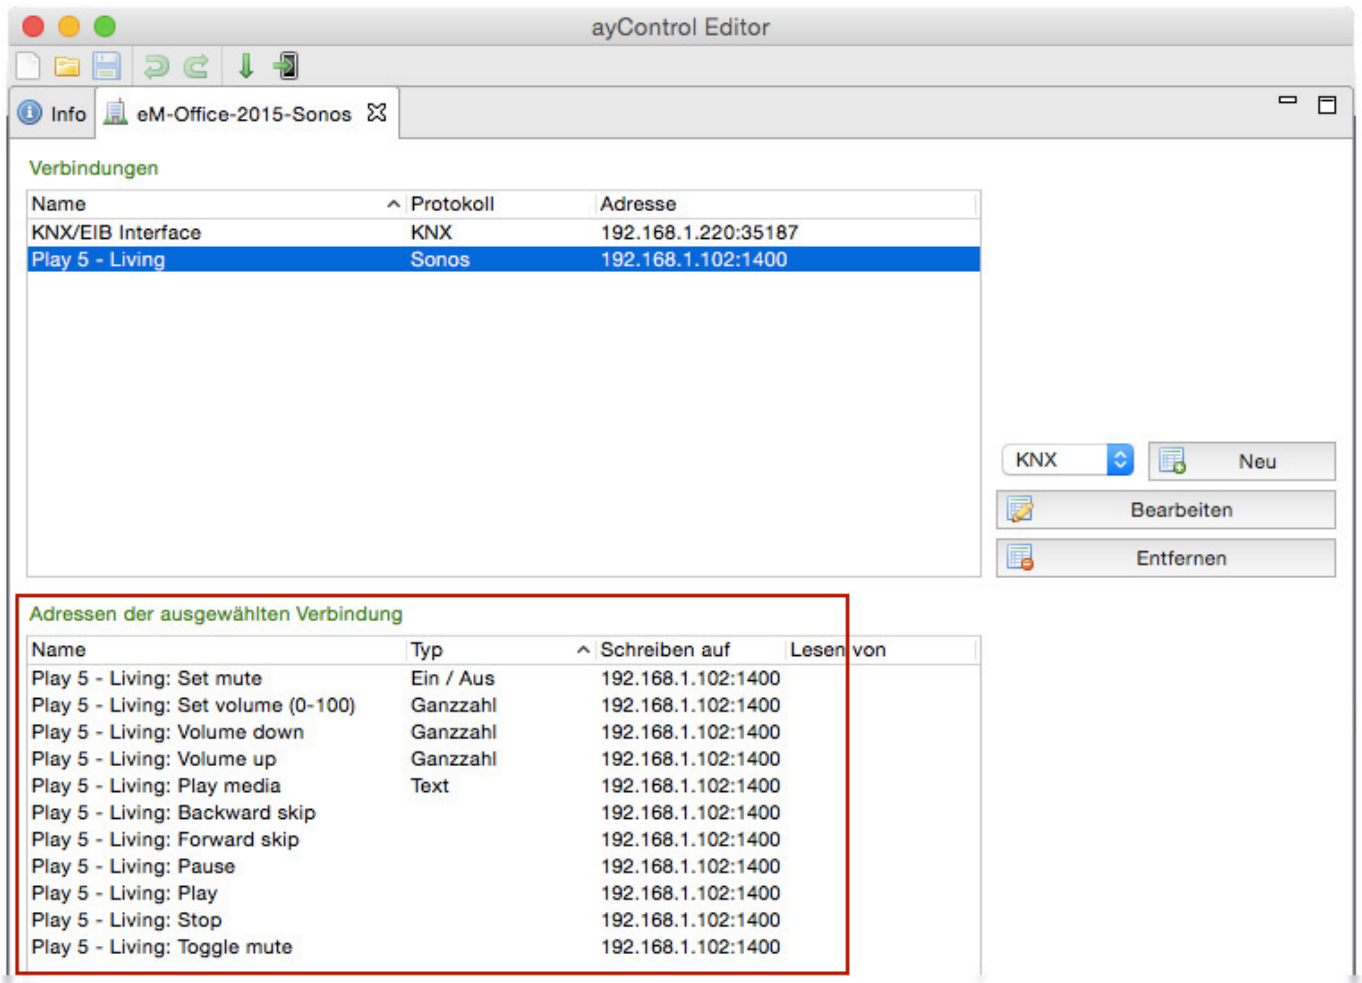 ayControl Editor
Info eM-Office-2015-Sonos
Verbindungen
Name Protokoll Adresse
KNX/EIB Interface KNX 192.168.1.220:35187
Play 5 - Living Sonos 192.168.1.102:1400
KNX Neu
Bearbeiten
Entfernen
Adressen der ausgewählten Verbindung
Name Typ Schreiben auf Lesen von
Play 5 - Living: Set mute Ein / Aus 192.168.1.102:1400
Play 5 - Living: Set volume (0-100) Ganzzahl 192.168.1.102:1400
Play 5 - Living: Volume down Ganzzahl 192.168.1.102:1400
Play 5 - Living: Volume up Ganzzahl 192.168.1.102:1400
Play 5 - Living: Play media Text 192.168.1.102:1400
Play 5 - Living: Backward skip 192.168.1.102:1400
Play 5 - Living: Forward skip 192.168.1.102:1400
Play 5 - Living: Pause 192.168.1.102:1400
Play 5 - Living: Play 192.168.1.102:1400
Play 5 - Living: Stop 192.168.1.102:1400
Play 5 - Living: Toggle mute 192.168.1.102:1400